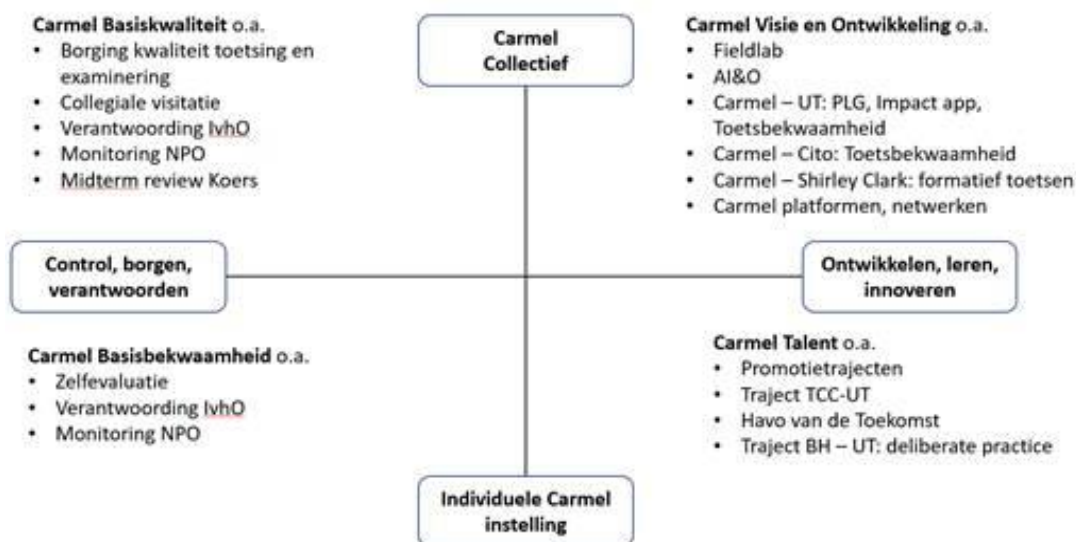 Carmel Basiskwaliteit o.a.
• Borging kwaliteit toetsing en
examinering
• Collegiale visitatie
• Verantwoording IvhO
• Monitoring NPO
• Midterm review Koers
Carmel
Collectief
Carmel Visie en Ontwikkeling o.a.
• Fieldlab
• AI&O
• Carmel – UT: PLG, Impact app,
Toetsbekwaamheid
• Carmel – Cito: Toetsbekwaamheid
• Carmel – Shirley Clark: formatief toetsen
• Carmel platformen, netwerken
Control, borgen,
verantwoorden
Ontwikkelen, leren,
innoveren
Carmel Basisbekwaamheid o.a.
• Zelfevaluatie
• Verantwoording IvhO
• Monitoring NPO
Carmel Talent o.a.
• Promotietrajecten
• Traject TCC-UT
• Havo van de Toekomst
• Traject BH – UT: deliberate practice
Individuele Carmel
instelling